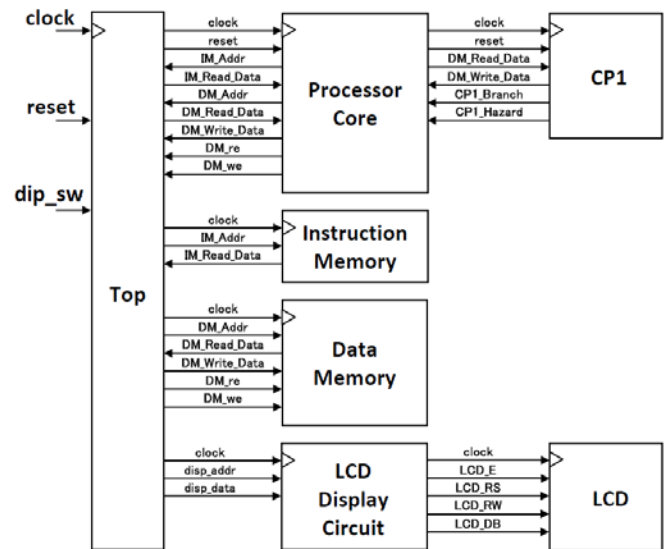 clock
reset
dip_sw
Top
clock
reset
IM_Addr
IM_Read_Data
DM_Addr
DM_Read_Data
DM_Write_Data
DM_re
DM_we
Processor
Core
clock
reset
DM_Read_Data
DM_Write_Data
CP1_Branch
CP1_Hazard
CP1
clock
IM_Addr
IM_Read_Data
Instruction
Memory
clock
DM_Addr
DM_Read_Data
DM_Write_Data
DM_re
DM_we
Data
Memory
clock
disp_addr
disp_data
LCD
Display
Circuit
clock
LCD_E
LCD_RS
LCD_RW
LCD_DB
LCD